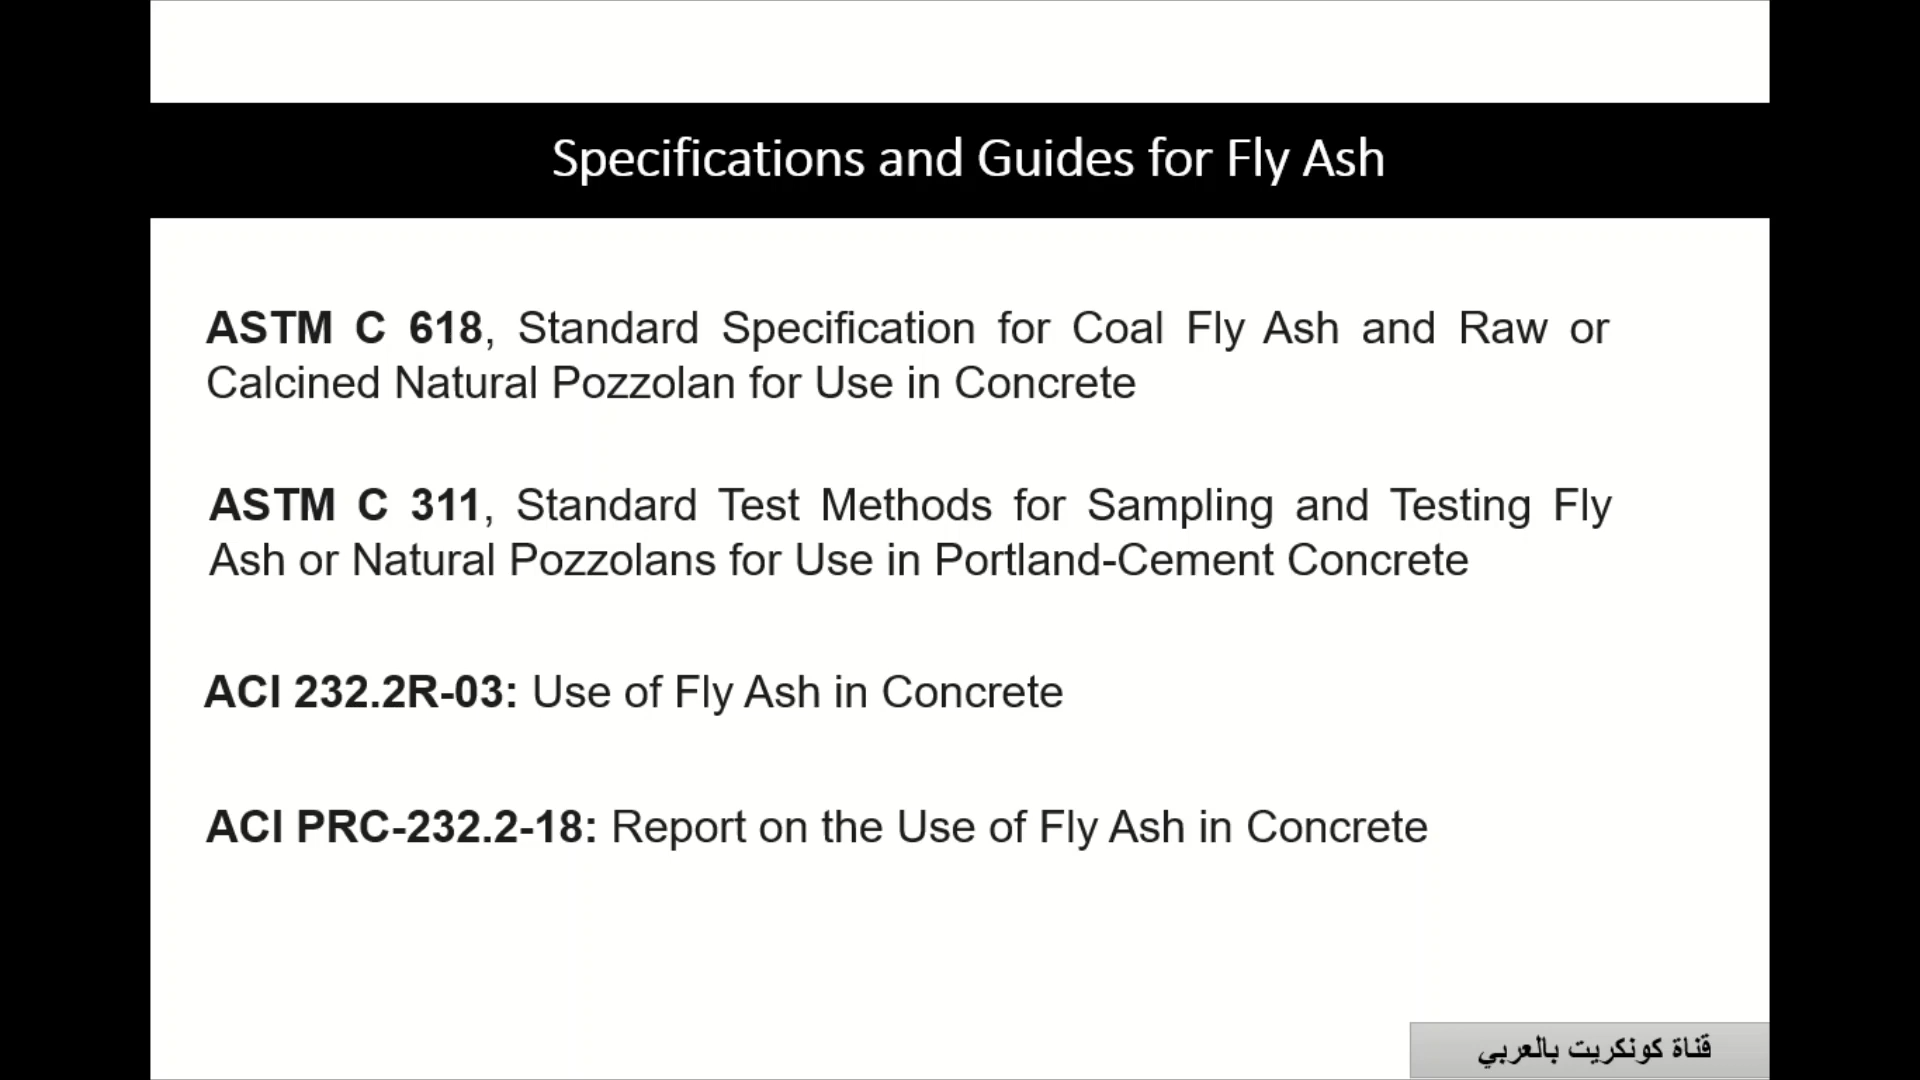 Specifications and Guides for Fly Ash
ASTM C 618, Standard Specification for Coal Fly Ash and Raw or
Calcined Natural Pozzolan for Use in Concrete
ASTM C 311, Standard Test Methods for Sampling and Testing Fly
Ash or Natural Pozzolans for Use in Portland-Cement Concrete
ACI 232.2R-03: Use of Fly Ash in Concrete
ACI PRC-232.2-18: Report on the Use of Fly Ash in Concrete
قناة كونكريت بالعربي